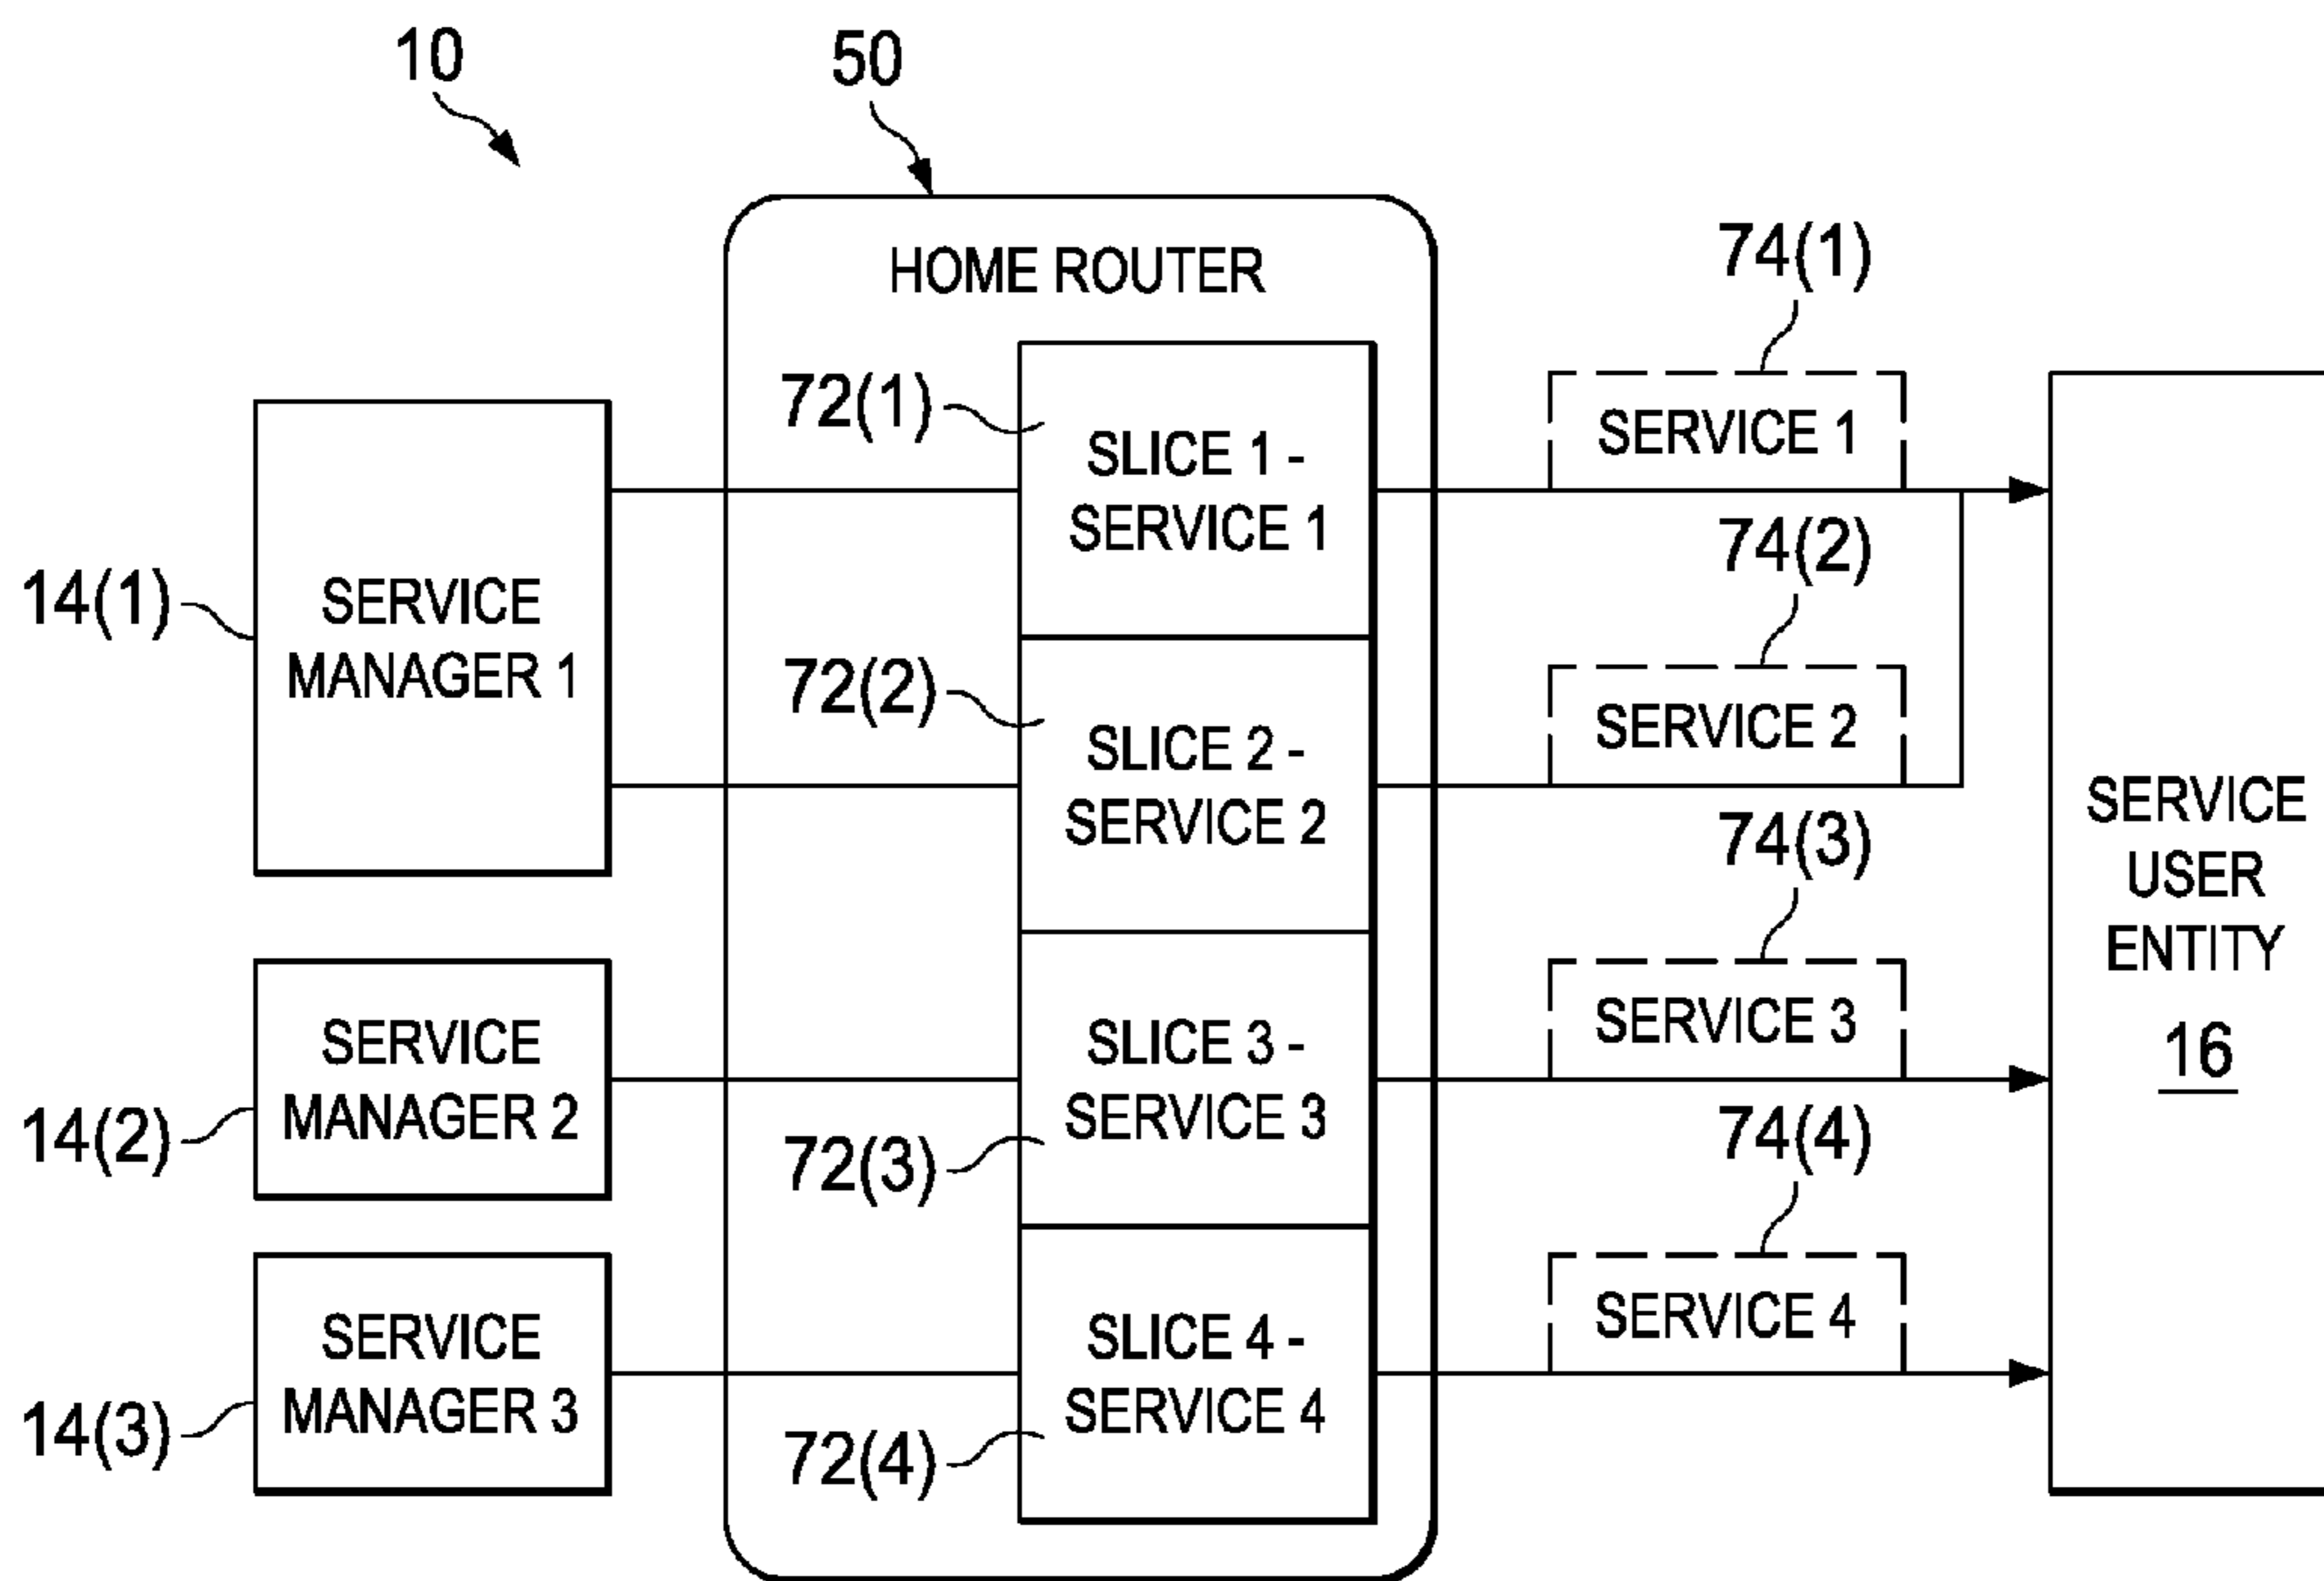 10
50
HOME ROUTER
74(1)
72(1)
SLICE 1 -
SERVICE 1
SERVICE 1
14(1)
SERVICE
MANAGER 1
74(2)
72(2)
SLICE 2 -
SERVICE 2
SERVICE 2
SERVICE
USER
ENTITY
16
74(3)
14(2)
SERVICE
MANAGER 2
72(3)
SLICE 3 -
SERVICE 3
SERVICE 3
74(4)
14(3)
SERVICE
MANAGER 3
72(4)
SLICE 4 -
SERVICE 4
SERVICE 4